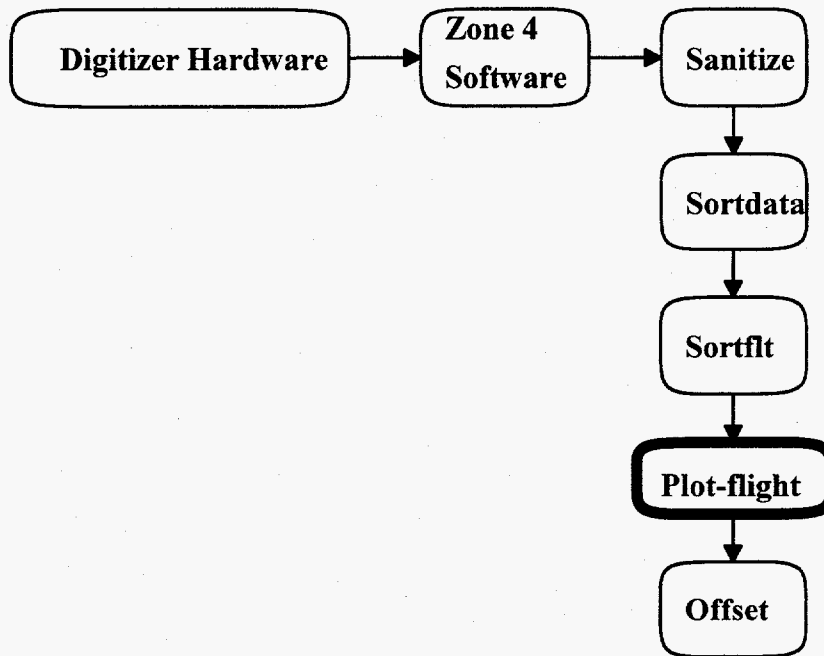 Digitizer Hardware
Zone 4
Software
Sanitize
Sortdata
Sortflt
Plot-flight
Offset